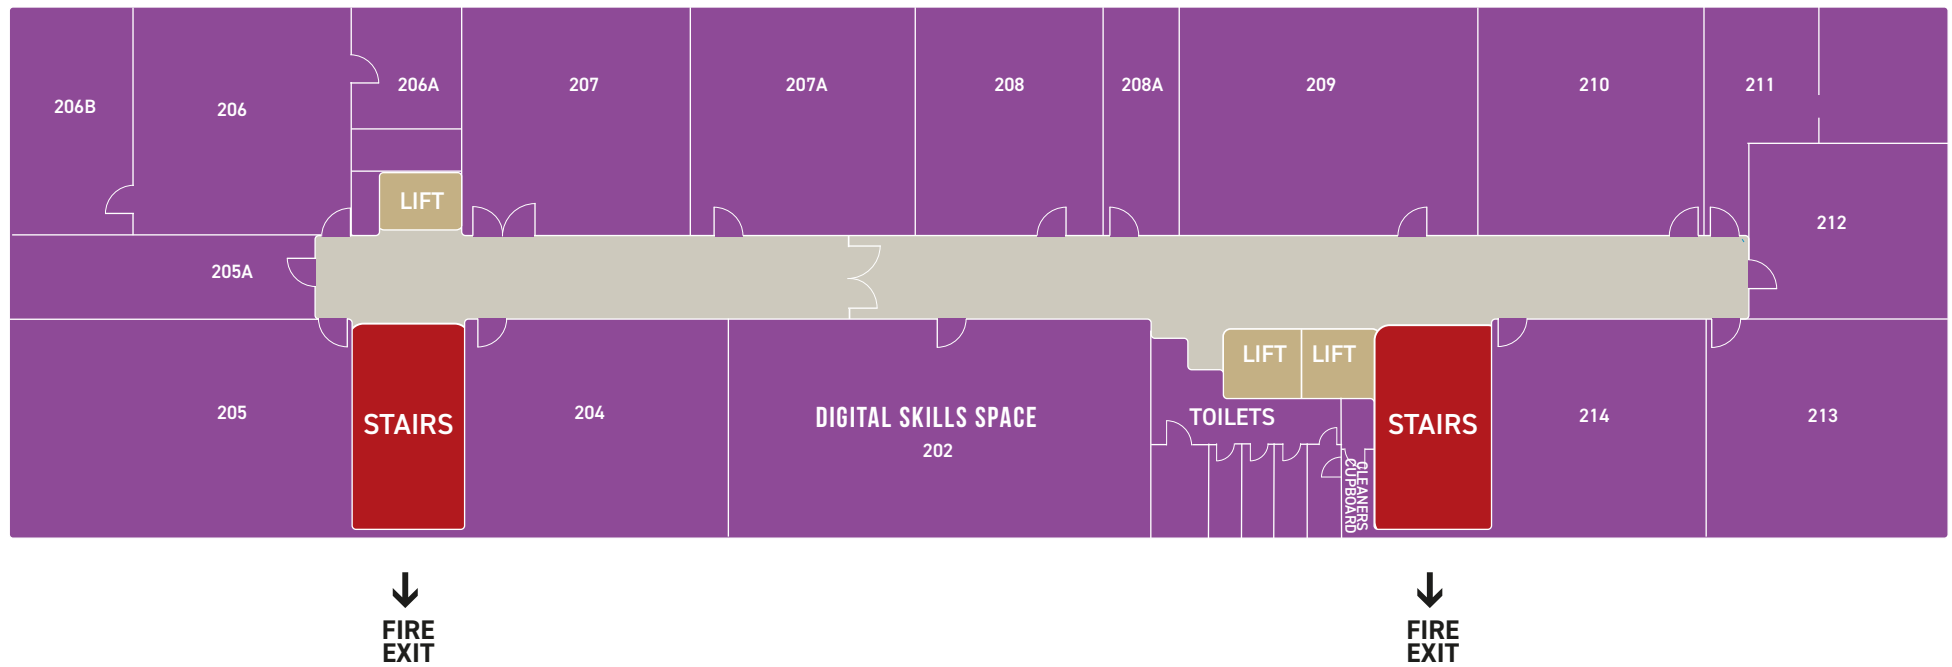 206B
206
206A
207
207A
208
208A
209
210
211
LIFT
212
205A
205
STAIRS
204
DIGITAL SKILLS SPACE
202
LIFT
LIFT
TOILETS
CLEANERS
CUPBOARD
STAIRS
214
213
FIRE
EXIT
FIRE
EXIT